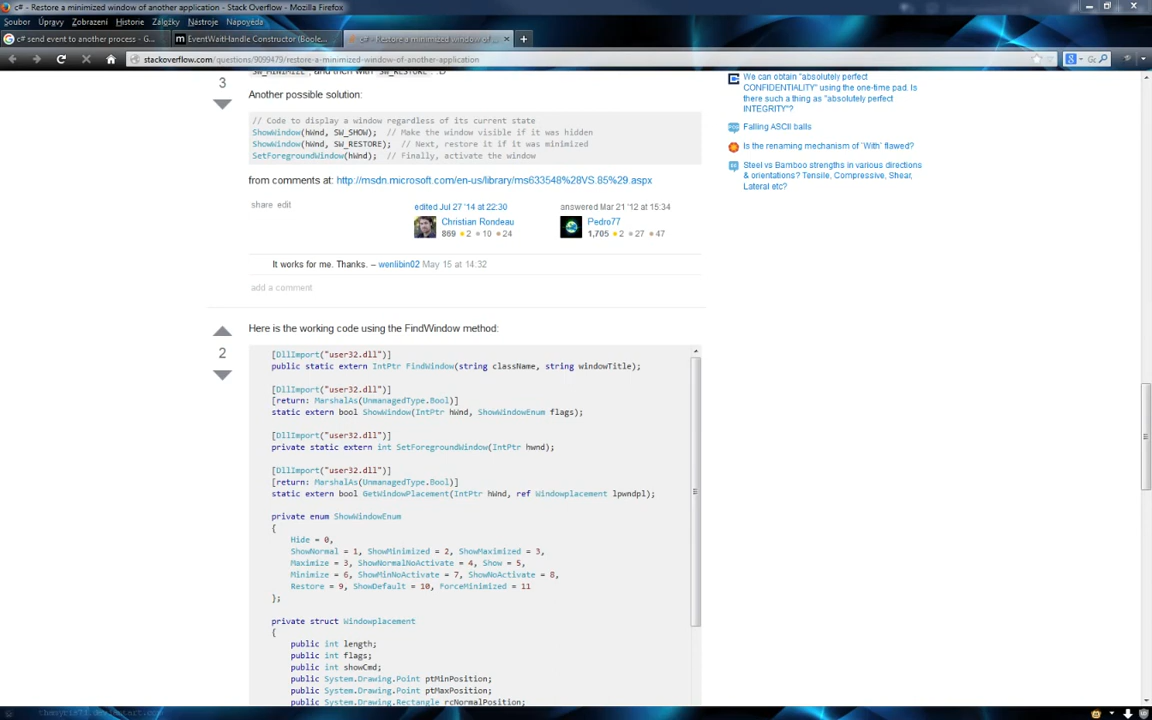 c# - Restore a minimized window of another application - Stack Overflow - Mozilla Firefox
Soubor Úpravy Zobrazení Historie Záložky Nástroje Nápověda
c# send event to another process - G...
EventWaitHandle Constructor (Boole...
c# - Restore a minimized window of ...
stackoverflow.com/questions/9099479/restore-a-minimized-window-of-another-application
SW_MINIMIZE , and then with SW_RESTORE . :D
3
Another possible solution:
// Code to display a window regardless of its current state
ShowWindow(hWnd, SW_SHOW);  // Make the window visible if it was hidden
ShowWindow(hWnd, SW_RESTORE);  // Next, restore it if it was minimized
SetForegroundWindow(hWnd);  // Finally, activate the window
from comments at: http://msdn.microsoft.com/en-us/library/ms633548%28VS.85%29.aspx
share edit
edited Jul 27 '14 at 22:30
Christian Rondeau
869 2 10 24
answered Mar 21 '12 at 15:34
Pedro77
1,705 2 27 47
It works for me. Thanks. – wenlibin02 May 15 at 14:32
add a comment
2
Here is the working code using the FindWindow method:
[DllImport("user32.dll")]
public static extern IntPtr FindWindow(string className, string windowTitle);
[DllImport("user32.dll")]
[return: MarshalAs(UnmanagedType.Bool)]
static extern bool ShowWindow(IntPtr hWnd, ShowWindowEnum flags);
[DllImport("user32.dll")]
private static extern int SetForegroundWindow(IntPtr hwnd);
[DllImport("user32.dll")]
[return: MarshalAs(UnmanagedType.Bool)]
static extern bool GetWindowPlacement(IntPtr hWnd, ref Windowplacement lpwndpl);
private enum ShowWindowEnum
{
Hide = 0,
ShowNormal = 1, ShowMinimized = 2, ShowMaximized = 3,
Maximize = 3, ShowNormalNoActivate = 4, Show = 5,
Minimize = 6, ShowMinNoActivate = 7, ShowNoActivate = 8,
Restore = 9, ShowDefault = 10, ForceMinimized = 11
};
private struct Windowplacement
{
public int length;
public int flags;
public int showCmd;
public System.Drawing.Point ptMinPosition;
public System.Drawing.Point ptMaxPosition;
public System.Drawing.Rectangle rcNormalPosition;
We can obtain "absolutely perfect
CONFIDENTIALITY" using the one-time pad. Is
there such a thing as "absolutely perfect
INTEGRITY"?
Falling ASCII balls
Is the renaming mechanism of `With` flawed?
Steel vs Bamboo strengths in various directions
& orientations? Tensile, Compressive, Shear,
Lateral etc?